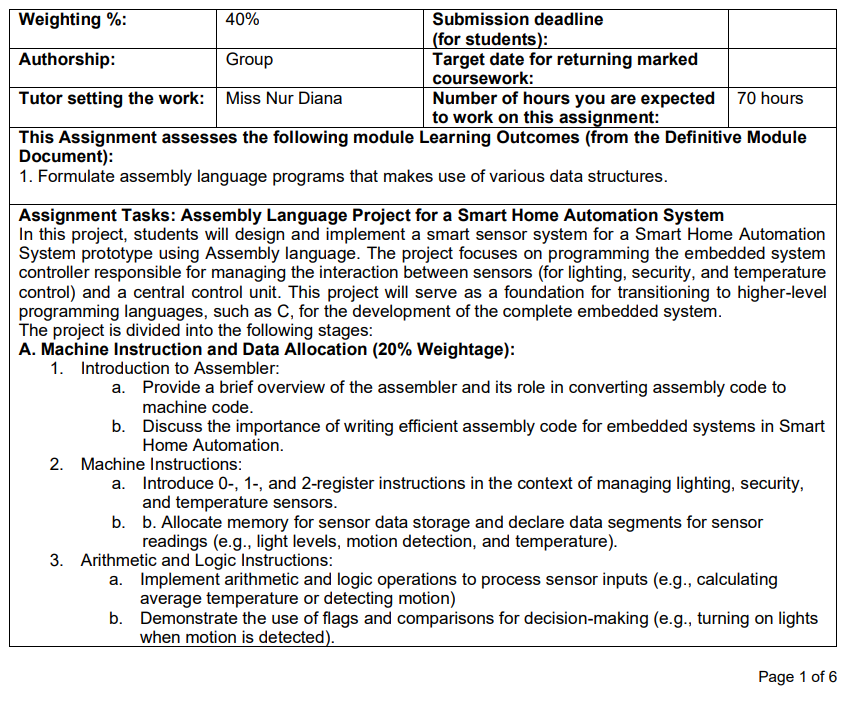 Weighting %: 40% Submission deadline
(for students):
Authorship: Group Target date for returning marked
coursework:
Tutor setting the work: Miss Nur Diana Number of hours you are expected 70 hours
to work on this assignment:
This Assignment assesses the following module Learning Outcomes (from the Definitive Module
Document):
1. Formulate assembly language programs that makes use of various data structures.
Assignment Tasks: Assembly Language Project for a Smart Home Automation System
In this project, students will design and implement a smart sensor system for a Smart Home Automation
System prototype using Assembly language. The project focuses on programming the embedded system
controller responsible for managing the interaction between sensors (for lighting, security, and temperature
control) and a central control unit. This project will serve as a foundation for transitioning to higher-level
programming languages, such as C, for the development of the complete embedded system.
The project is divided into the following stages:
A. Machine Instruction and Data Allocation (20% Weightage):
1. Introduction to Assembler:
a. Provide a brief overview of the assembler and its role in converting assembly code to
machine code.
b. Discuss the importance of writing efficient assembly code for embedded systems in Smart
Home Automation.
2. Machine Instructions:
a. Introduce 0-, 1-, and 2-register instructions in the context of managing lighting, security,
and temperature sensors.
b. b. Allocate memory for sensor data storage and declare data segments for sensor
readings (e.g., light levels, motion detection, and temperature).
3. Arithmetic and Logic Instructions:
a. Implement arithmetic and logic operations to process sensor inputs (e.g., calculating
average temperature or detecting motion)
b. Demonstrate the use of flags and comparisons for decision-making (e.g., turning on lights
when motion is detected).
Page 1 of 6